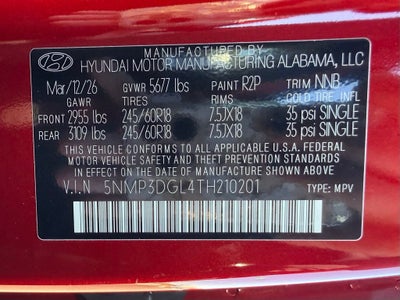 MANUFACTURED BY
HYUNDAI MOTOR MANUFACTURING ALABAMA, LLC
Mar/12/26 GVWR 5677 lbs PAINT R2P TRIM NNB
GAWR TIRES RIMS COLD TIRE INFL
FRONT 2955 lbs 245/60R18 7.5JX18 35 psi SINGLE
REAR 3109 lbs 245/60R18 7.5JX18 35 psi SINGLE
THIS VEHICLE CONFORMS TO ALL APPLICABLE U.S.A. FEDERAL
MOTOR VEHICLE SAFETY, BUMPER, AND THEFT PREVENTION
STANDARDS IN EFFECT ON THE DATE OF MANUFACTURE SHOWN ABOVE.
V.I.N 5NMP3DGL4TH210201 TYPE: MPV